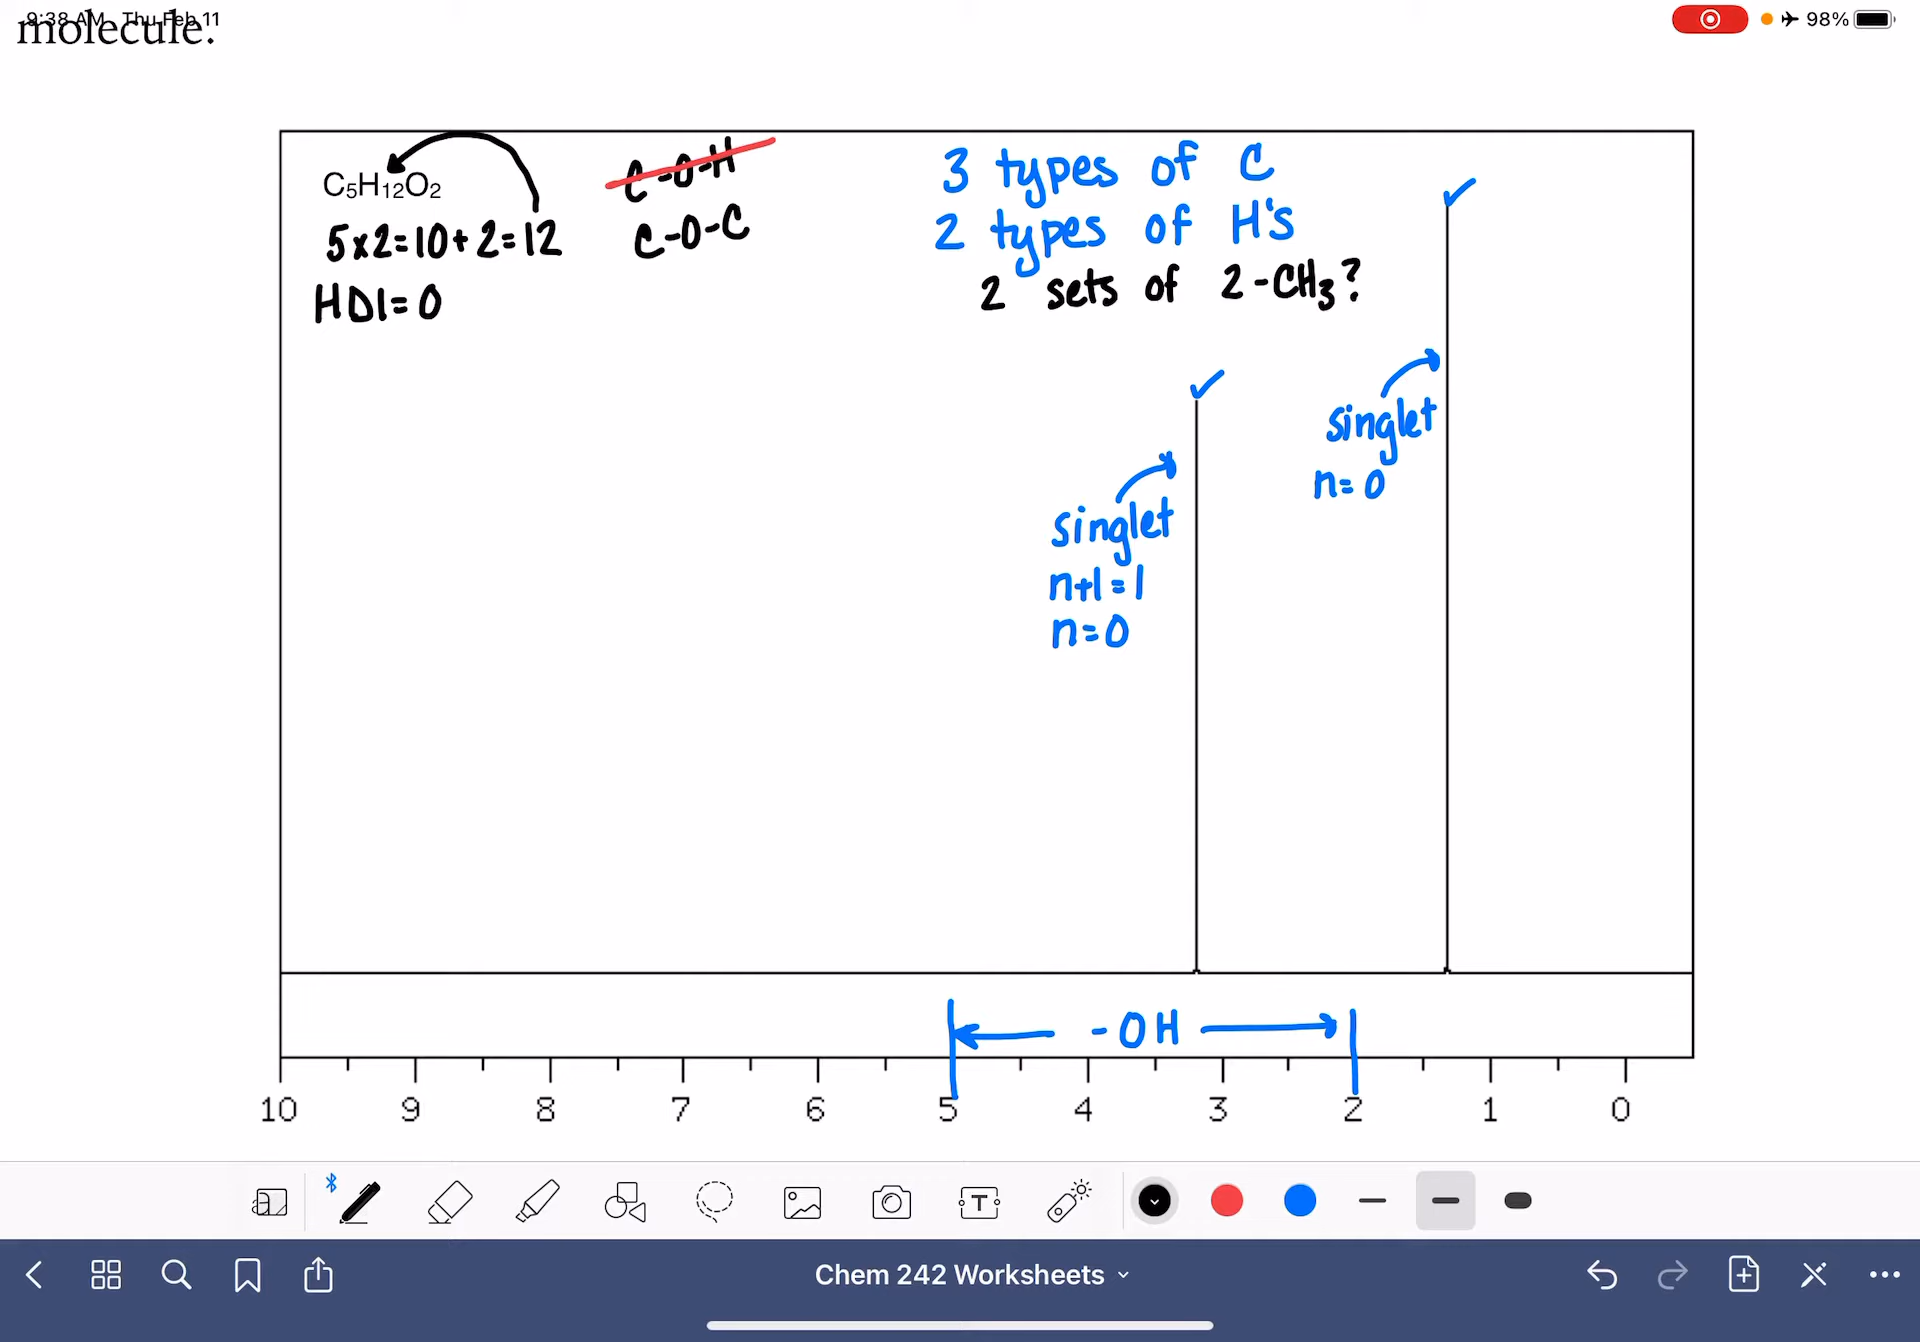 9:38 AM Thu Feb 11
98%
molecule.
C₅H₁₂O₂
5x2=10+2=12
HDI=0
C-O-H
C-O-C
3 types of C
2 types of H's
2 sets of 2-CH₃?
singlet
n=0
singlet
n+1=1
n=0
-OH
10 9 8 7 6 5 4 3 2 1 0
a
T
Chem 242 Worksheets